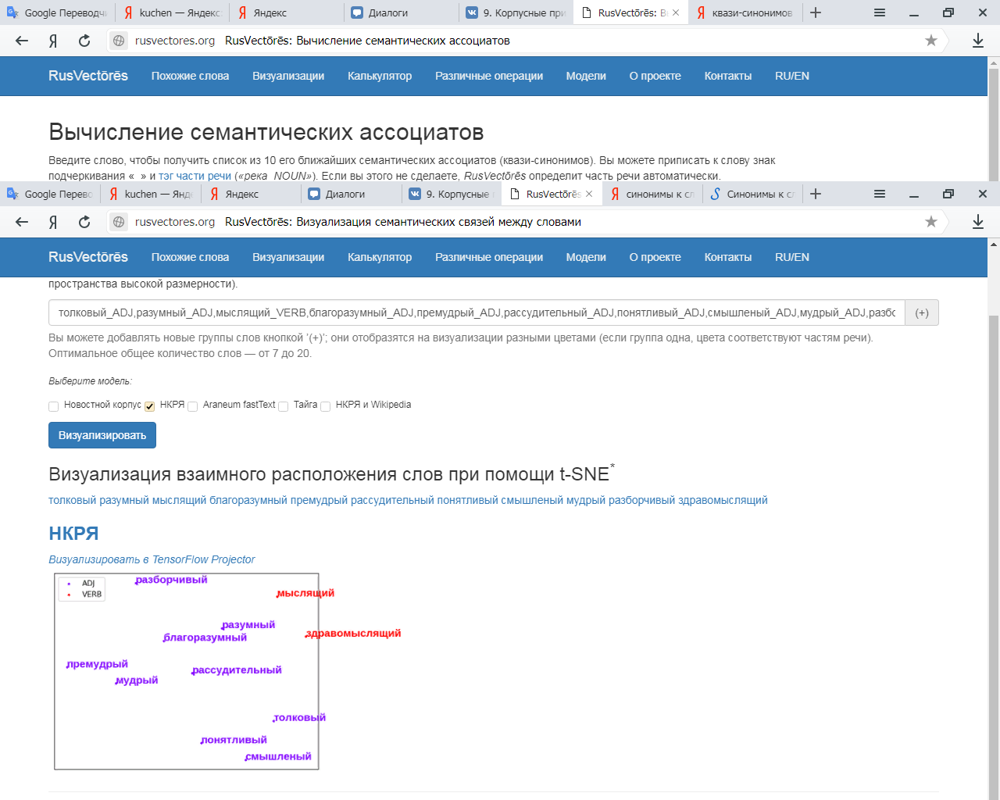 Google Переводчи kuchen — Яндекс: Яндекс Диалоги 9. Корпусные при RusVectōrēs: Вы квази-синонимов
rusvectores.org RusVectōrēs: Вычисление семантических ассоциатов
RusVectōrēs Похожие слова Визуализации Калькулятор Различные операции Модели О проекте Контакты RU/EN
Вычисление семантических ассоциатов
Введите слово, чтобы получить список из 10 его ближайших семантических ассоциатов (квази-синонимов). Вы можете приписать к слову знак
подчеркивания «_» и тэг части речи («река_NOUN»). Если вы этого не сделаете, RusVectōrēs определит часть речи автоматически.
Google Перево kuchen — Янде Яндекс Диалоги 9. Корпусные RusVectōrēs синонимы к сл Синонимы к сл
rusvectores.org RusVectōrēs: Визуализация семантических связей между словами
RusVectōrēs Похожие слова Визуализации Калькулятор Различные операции Модели О проекте Контакты RU/EN
пространства высокой размерности).
толковый_ADJ,разумный_ADJ,мыслящий_VERB,благоразумный_ADJ,премудрый_ADJ,рассудительный_ADJ,понятливый_ADJ,смышленый_ADJ,мудрый_ADJ,разбо (+)
Вы можете добавлять новые группы слов кнопкой '(+)'; они отобразятся на визуализации разными цветами (если группа одна, цвета соответствуют частям речи).
Оптимальное общее количество слов — от 7 до 20.
Выберите модель:
Новостной корпус НКРЯ Araneum fastText Тайга НКРЯ и Wikipedia
Визуализировать
Визуализация взаимного расположения слов при помощи t-SNE*
толковый разумный мыслящий благоразумный премудрый рассудительный понятливый смышленый мудрый разборчивый здравомыслящий
НКРЯ
Визуализировать в TensorFlow Projector
ADJ
VERB
разборчивый
мыслящий
разумный
здравомыслящий
благоразумный
премудрый
рассудительный
мудрый
толковый
понятливый
смышленый